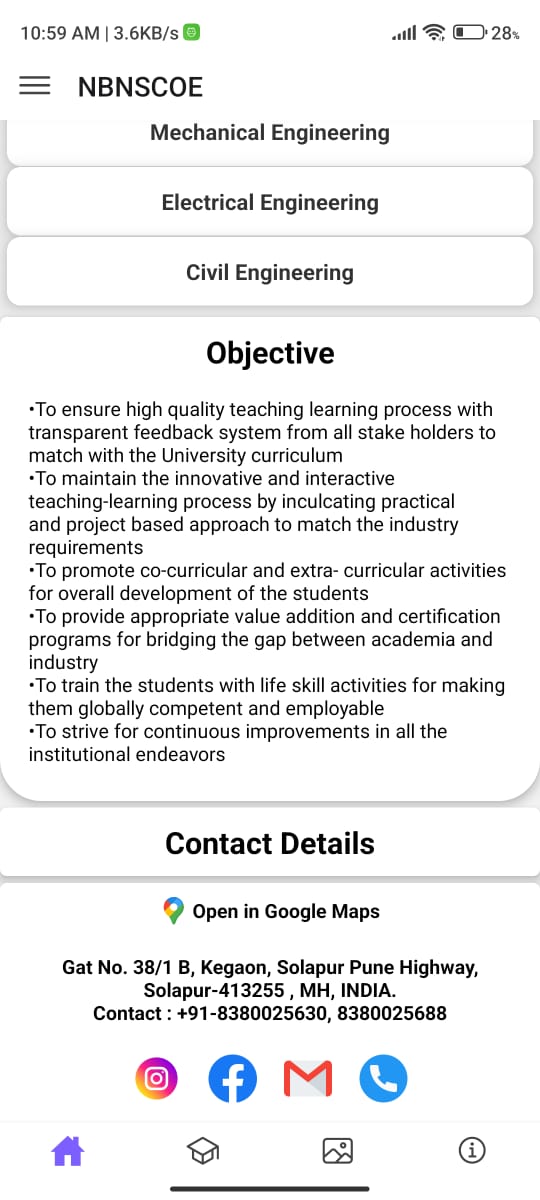 10:59 AM | 3.6KB/s 28%
NBNSCOE
Mechanical Engineering
Electrical Engineering
Civil Engineering
Objective
•To ensure high quality teaching learning process with
transparent feedback system from all stake holders to
match with the University curriculum
•To maintain the innovative and interactive
teaching-learning process by inculcating practical
and project based approach to match the industry
requirements
•To promote co-curricular and extra- curricular activities
for overall development of the students
•To provide appropriate value addition and certification
programs for bridging the gap between academia and
industry
•To train the students with life skill activities for making
them globally competent and employable
•To strive for continuous improvements in all the
institutional endeavors
Contact Details
Open in Google Maps
Gat No. 38/1 B, Kegaon, Solapur Pune Highway,
Solapur-413255 , MH, INDIA.
Contact : +91-8380025630, 8380025688